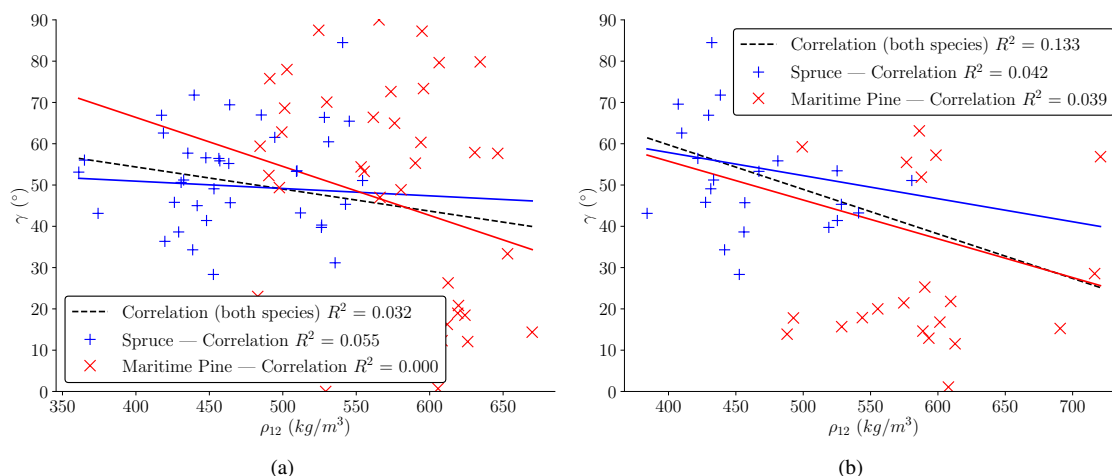 90
80
70
60
50
40
30
20
10
0
γ (°)
Correlation (both species) R² = 0.032
Spruce — Correlation R² = 0.055
Maritime Pine — Correlation R² = 0.000
350 400 450 500 550 600 650
ρ₁₂ (kg/m³)
(a)
90
80
70
60
50
40
30
20
10
0
γ (°)
Correlation (both species) R² = 0.133
Spruce — Correlation R² = 0.042
Maritime Pine — Correlation R² = 0.039
400 450 500 550 600 650 700
ρ₁₂ (kg/m³)
(b)